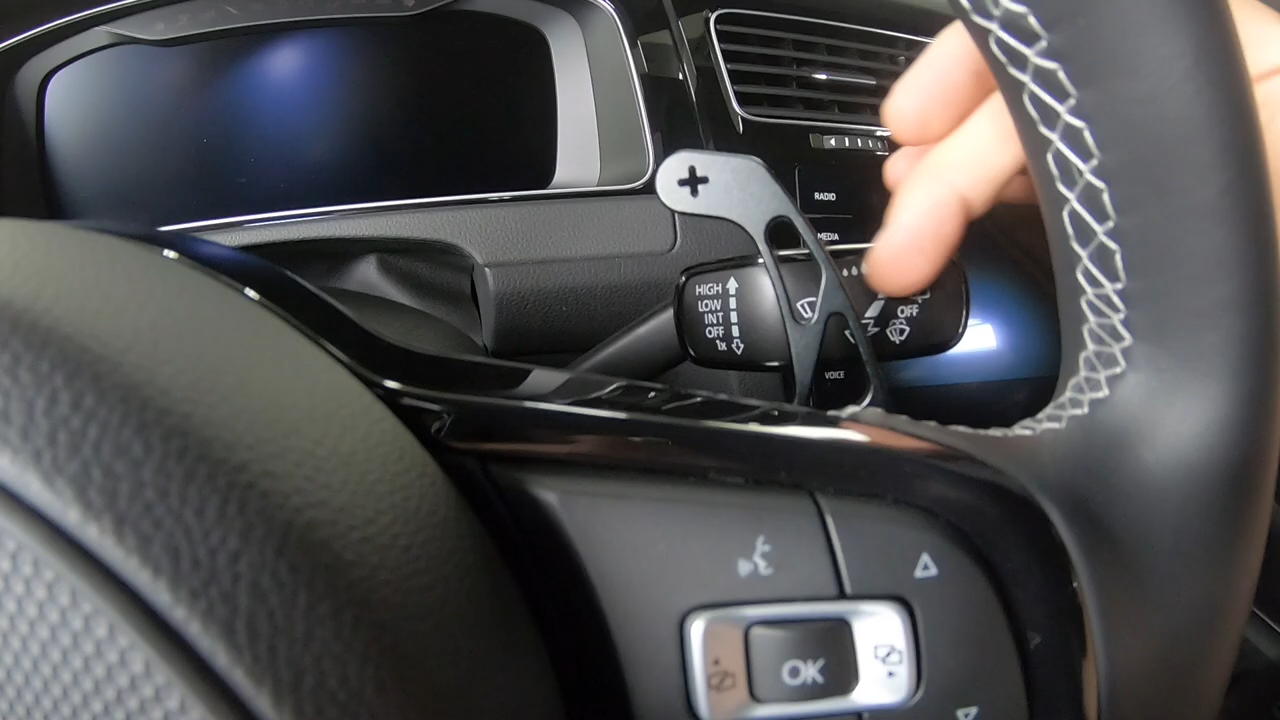 +
RADIO
MEDIA
HIGH
LOW
INT
OFF
1x
OFF
VOICE
OK